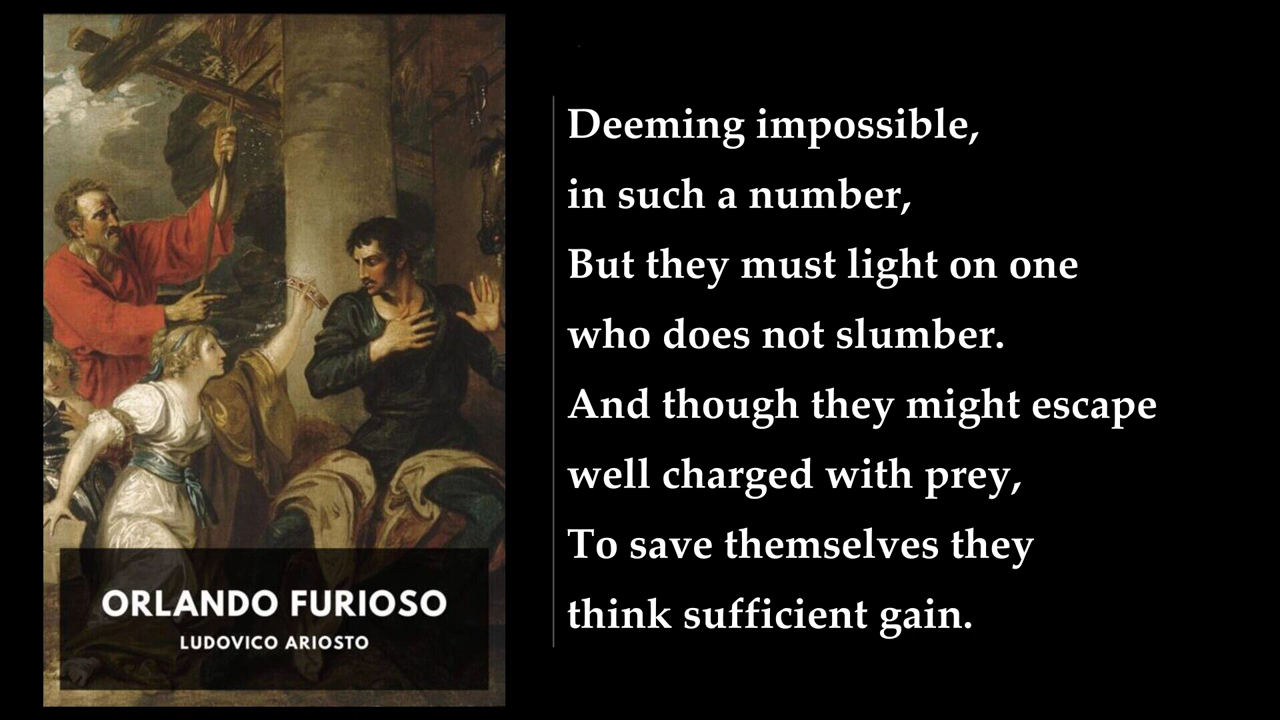 ORLANDO FURIOSO
LUDOVICO ARIOSTO
Deeming impossible,
in such a number,
But they must light on one
who does not slumber.
And though they might escape
well charged with prey,
To save themselves they
think sufficient gain.